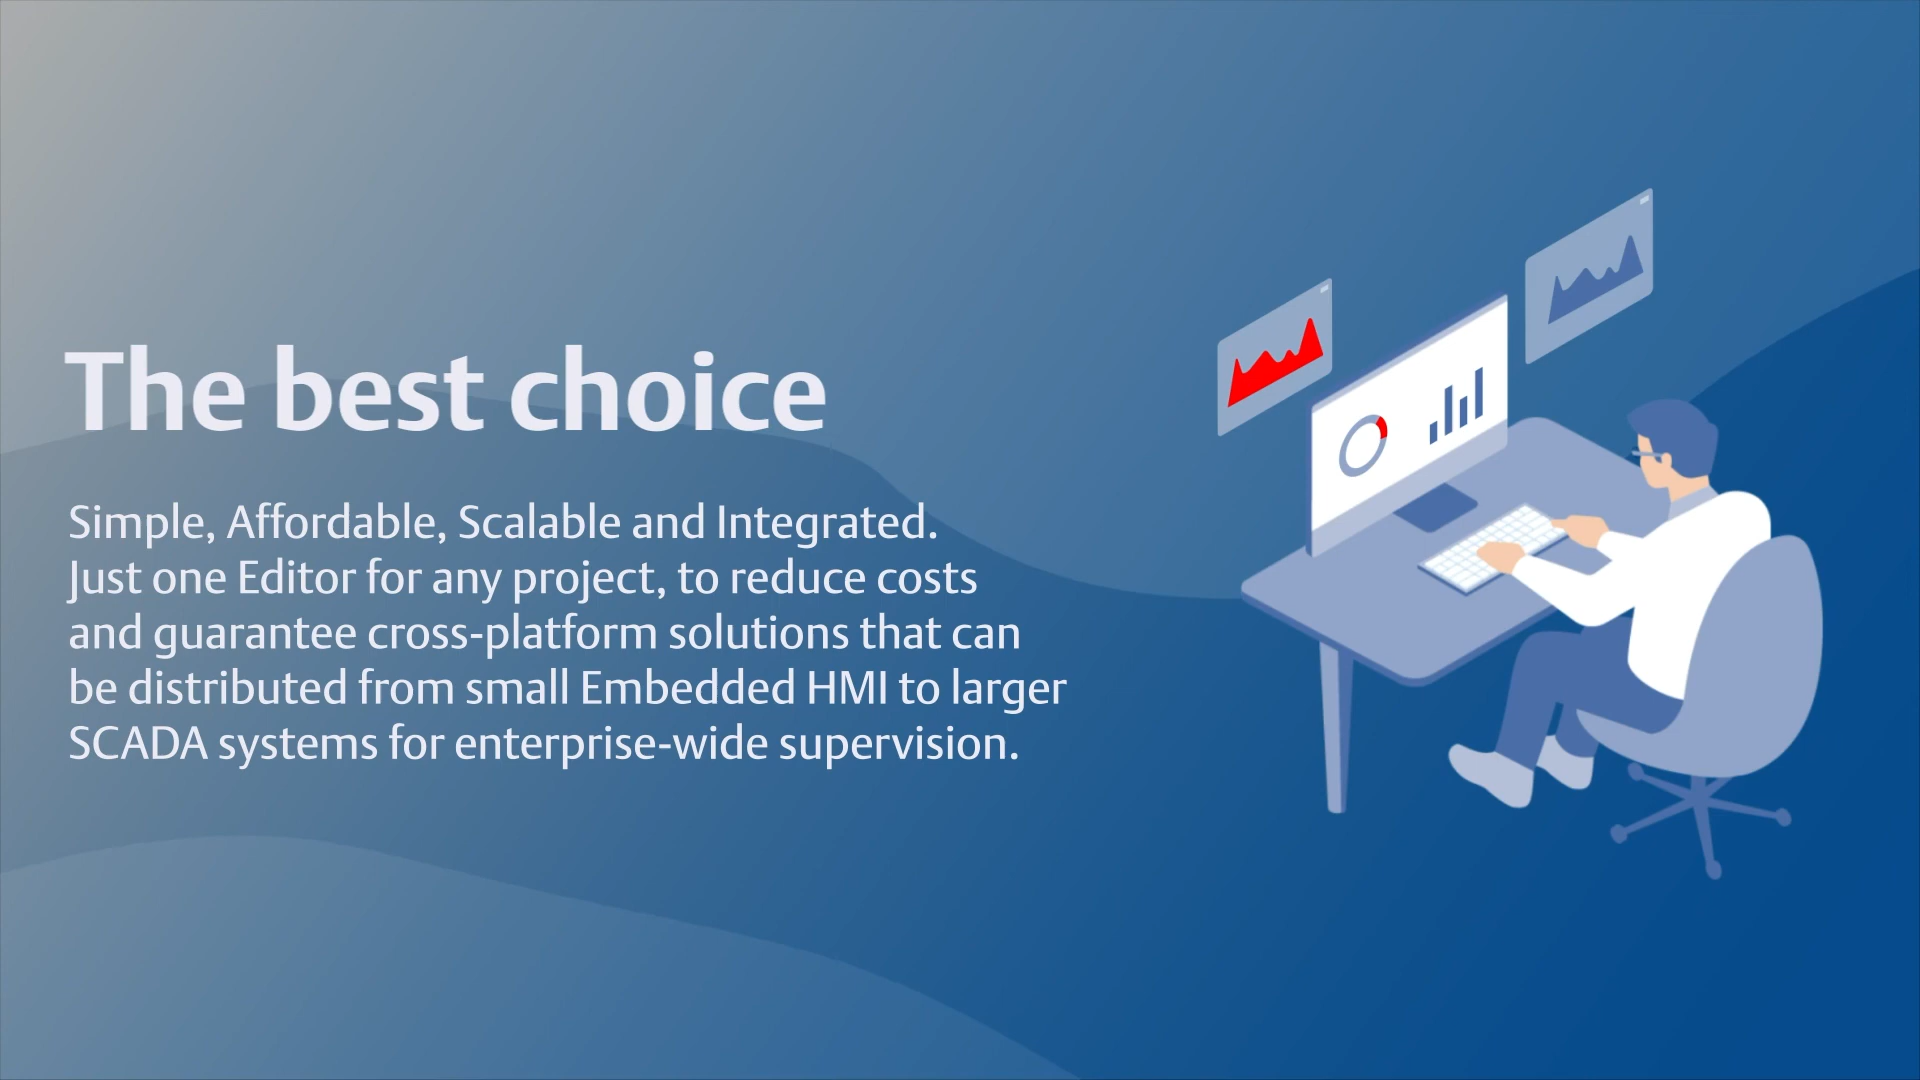 The best choice
Simple, Affordable, Scalable and Integrated.
Just one Editor for any project, to reduce costs
and guarantee cross-platform solutions that can
be distributed from small Embedded HMI to larger
SCADA systems for enterprise-wide supervision.